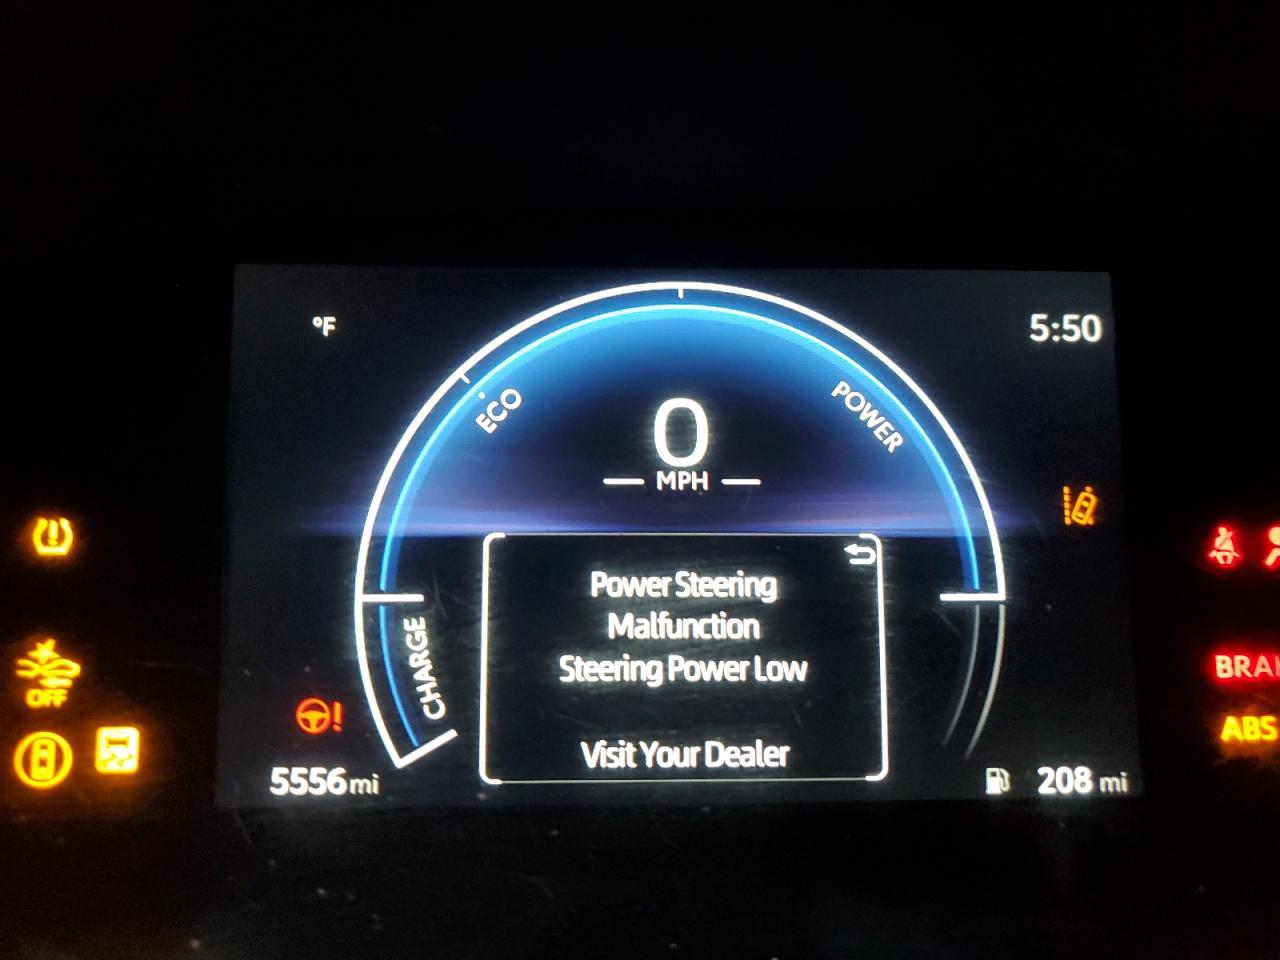 °F
5:50
ECO
POWER
0
MPH
Power Steering
Malfunction
Steering Power Low
Visit Your Dealer
CHARGE
OFF
BRA
ABS
5556 mi
208 mi